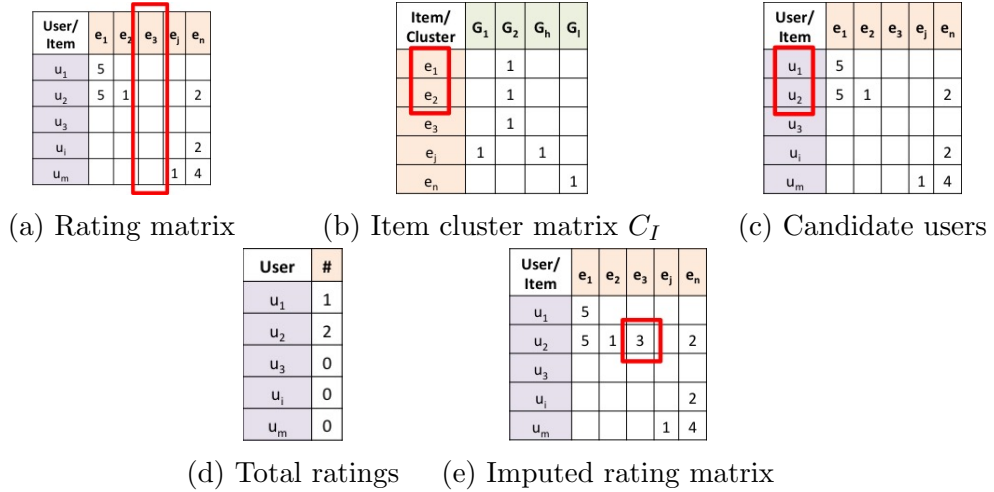 User/ Item e₁ e₂ e₃ eⱼ eₙ
u₁ 5
u₂ 5 1 2
u₃
uᵢ 2
uₘ 1 4
(a) Rating matrix
Item/ Cluster G₁ G₂ Gₕ Gₗ
e₁ 1
e₂ 1
e₃ 1
eⱼ 1 1
eₙ 1
(b) Item cluster matrix C_I
User/ Item e₁ e₂ e₃ eⱼ eₙ
u₁ 5
u₂ 5 1 2
u₃
uᵢ 2
uₘ 1 4
(c) Candidate users
User #
u₁ 1
u₂ 2
u₃ 0
uᵢ 0
uₘ 0
(d) Total ratings
User/ Item e₁ e₂ e₃ eⱼ eₙ
u₁ 5
u₂ 5 1 3 2
u₃
uᵢ 2
uₘ 1 4
(e) Imputed rating matrix